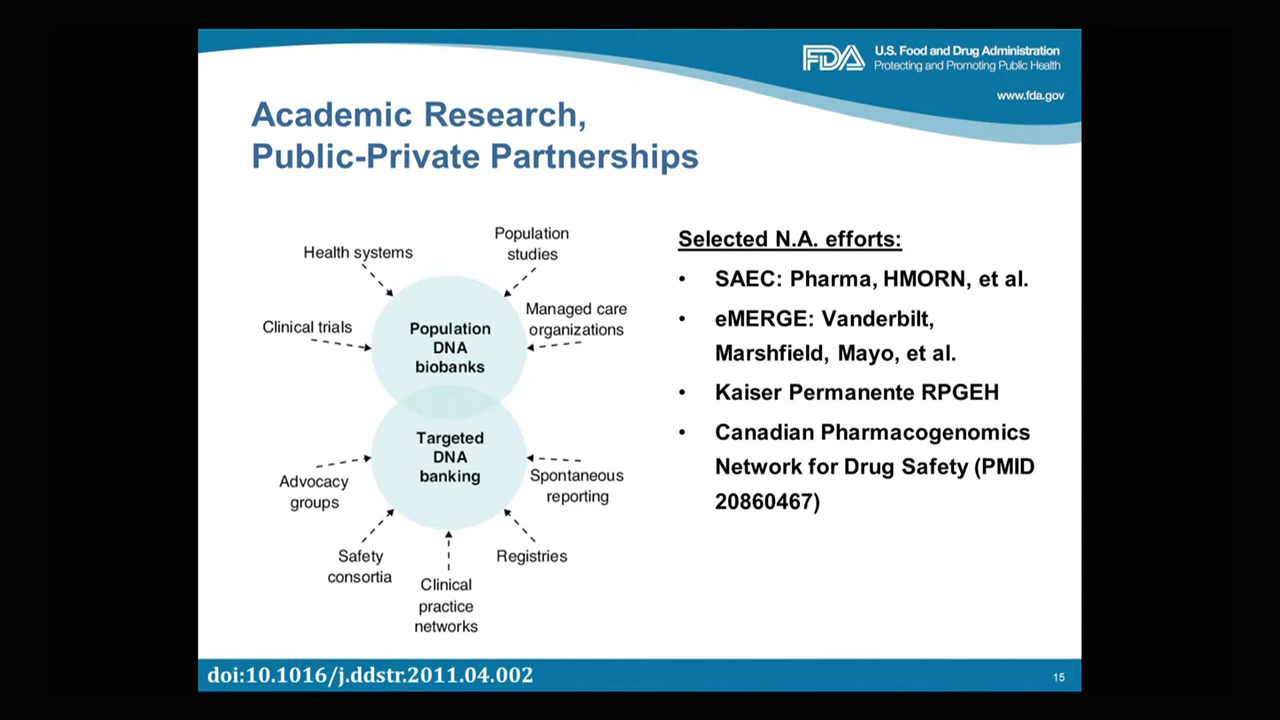 FDA
U.S. Food and Drug Administration
Protecting and Promoting Public Health
www.fda.gov
Academic Research,
Public-Private Partnerships
Population
studies
Health systems
Managed care
organizations
Clinical trials
Population
DNA
biobanks
Targeted
DNA
banking
Advocacy
groups
Spontaneous
reporting
Safety
consortia
Registries
Clinical
practice
networks
Selected N.A. efforts:
• SAEC: Pharma, HMORN, et al.
• eMERGE: Vanderbilt,
Marshfield, Mayo, et al.
• Kaiser Permanente RPGEH
• Canadian Pharmacogenomics
Network for Drug Safety (PMID
20860467)
doi:10.1016/j.ddstr.2011.04.002
15